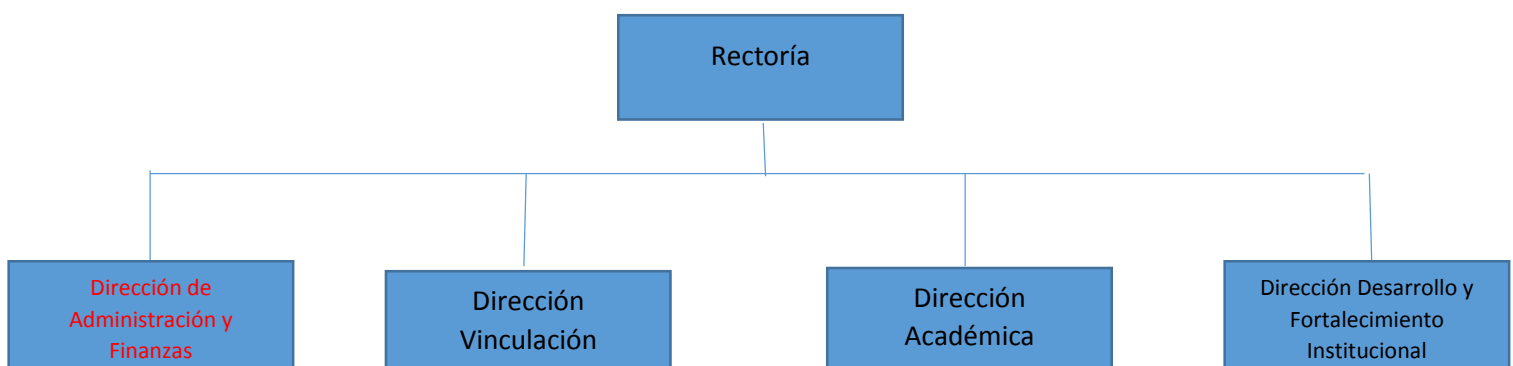 Rectoría
Dirección de
Administración y
Finanzas
Dirección
Vinculación
Dirección
Académica
Dirección Desarrollo y
Fortalecimiento
Institucional